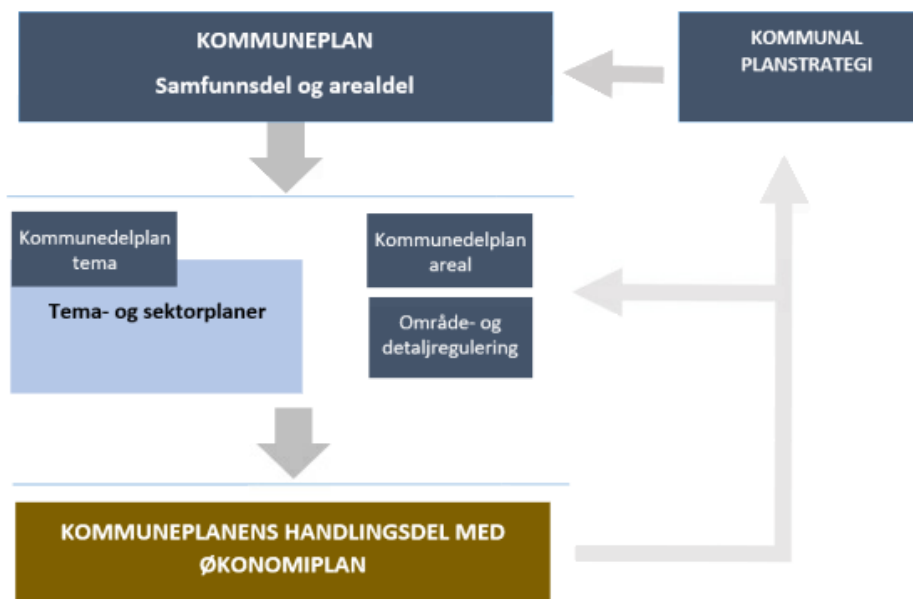 KOMMUNEPLAN
Samfunnsdel og arealdel
KOMMUNAL
PLANSTRATEGI
Kommunedelplan
tema
Tema- og sektorplaner
Kommunedelplan
areal
Område- og
detaljregulering
KOMMUNEPLANENS HANDLINGSDEL MED
ØKONOMIPLAN